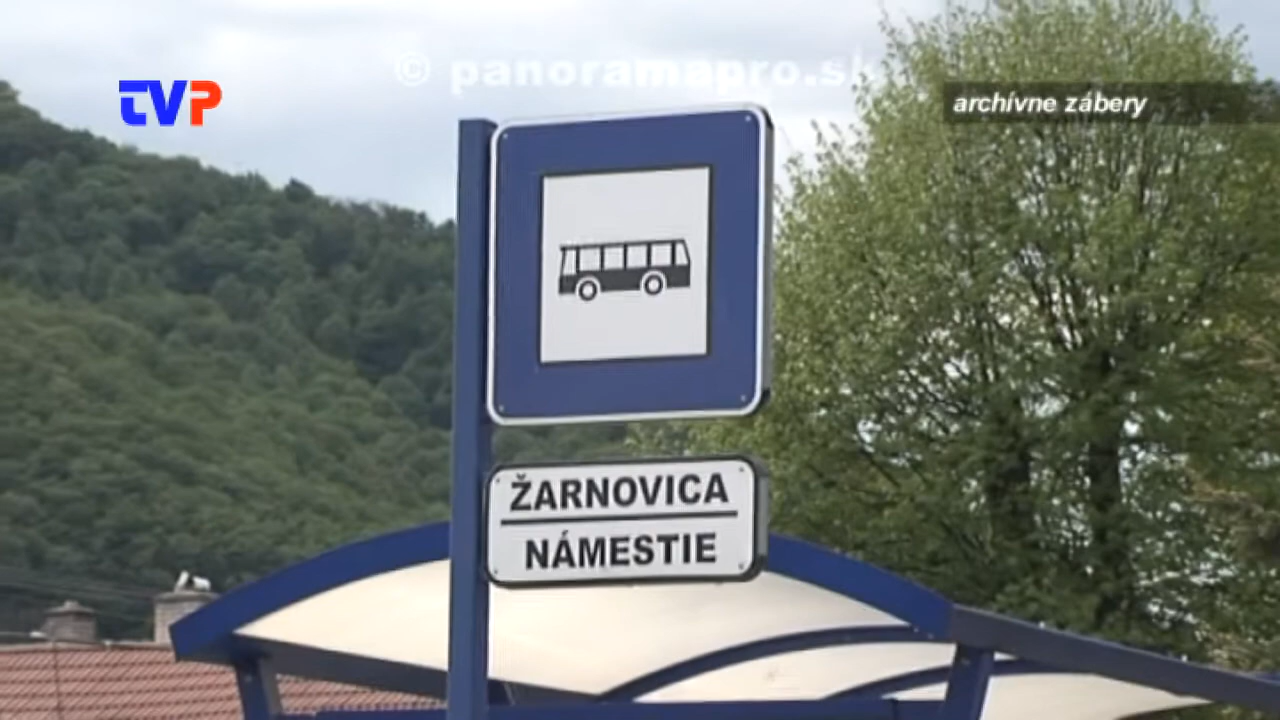 © panoramapro.sk
TVP
archívne zábery
ŽARNOVICA
NÁMESTIE